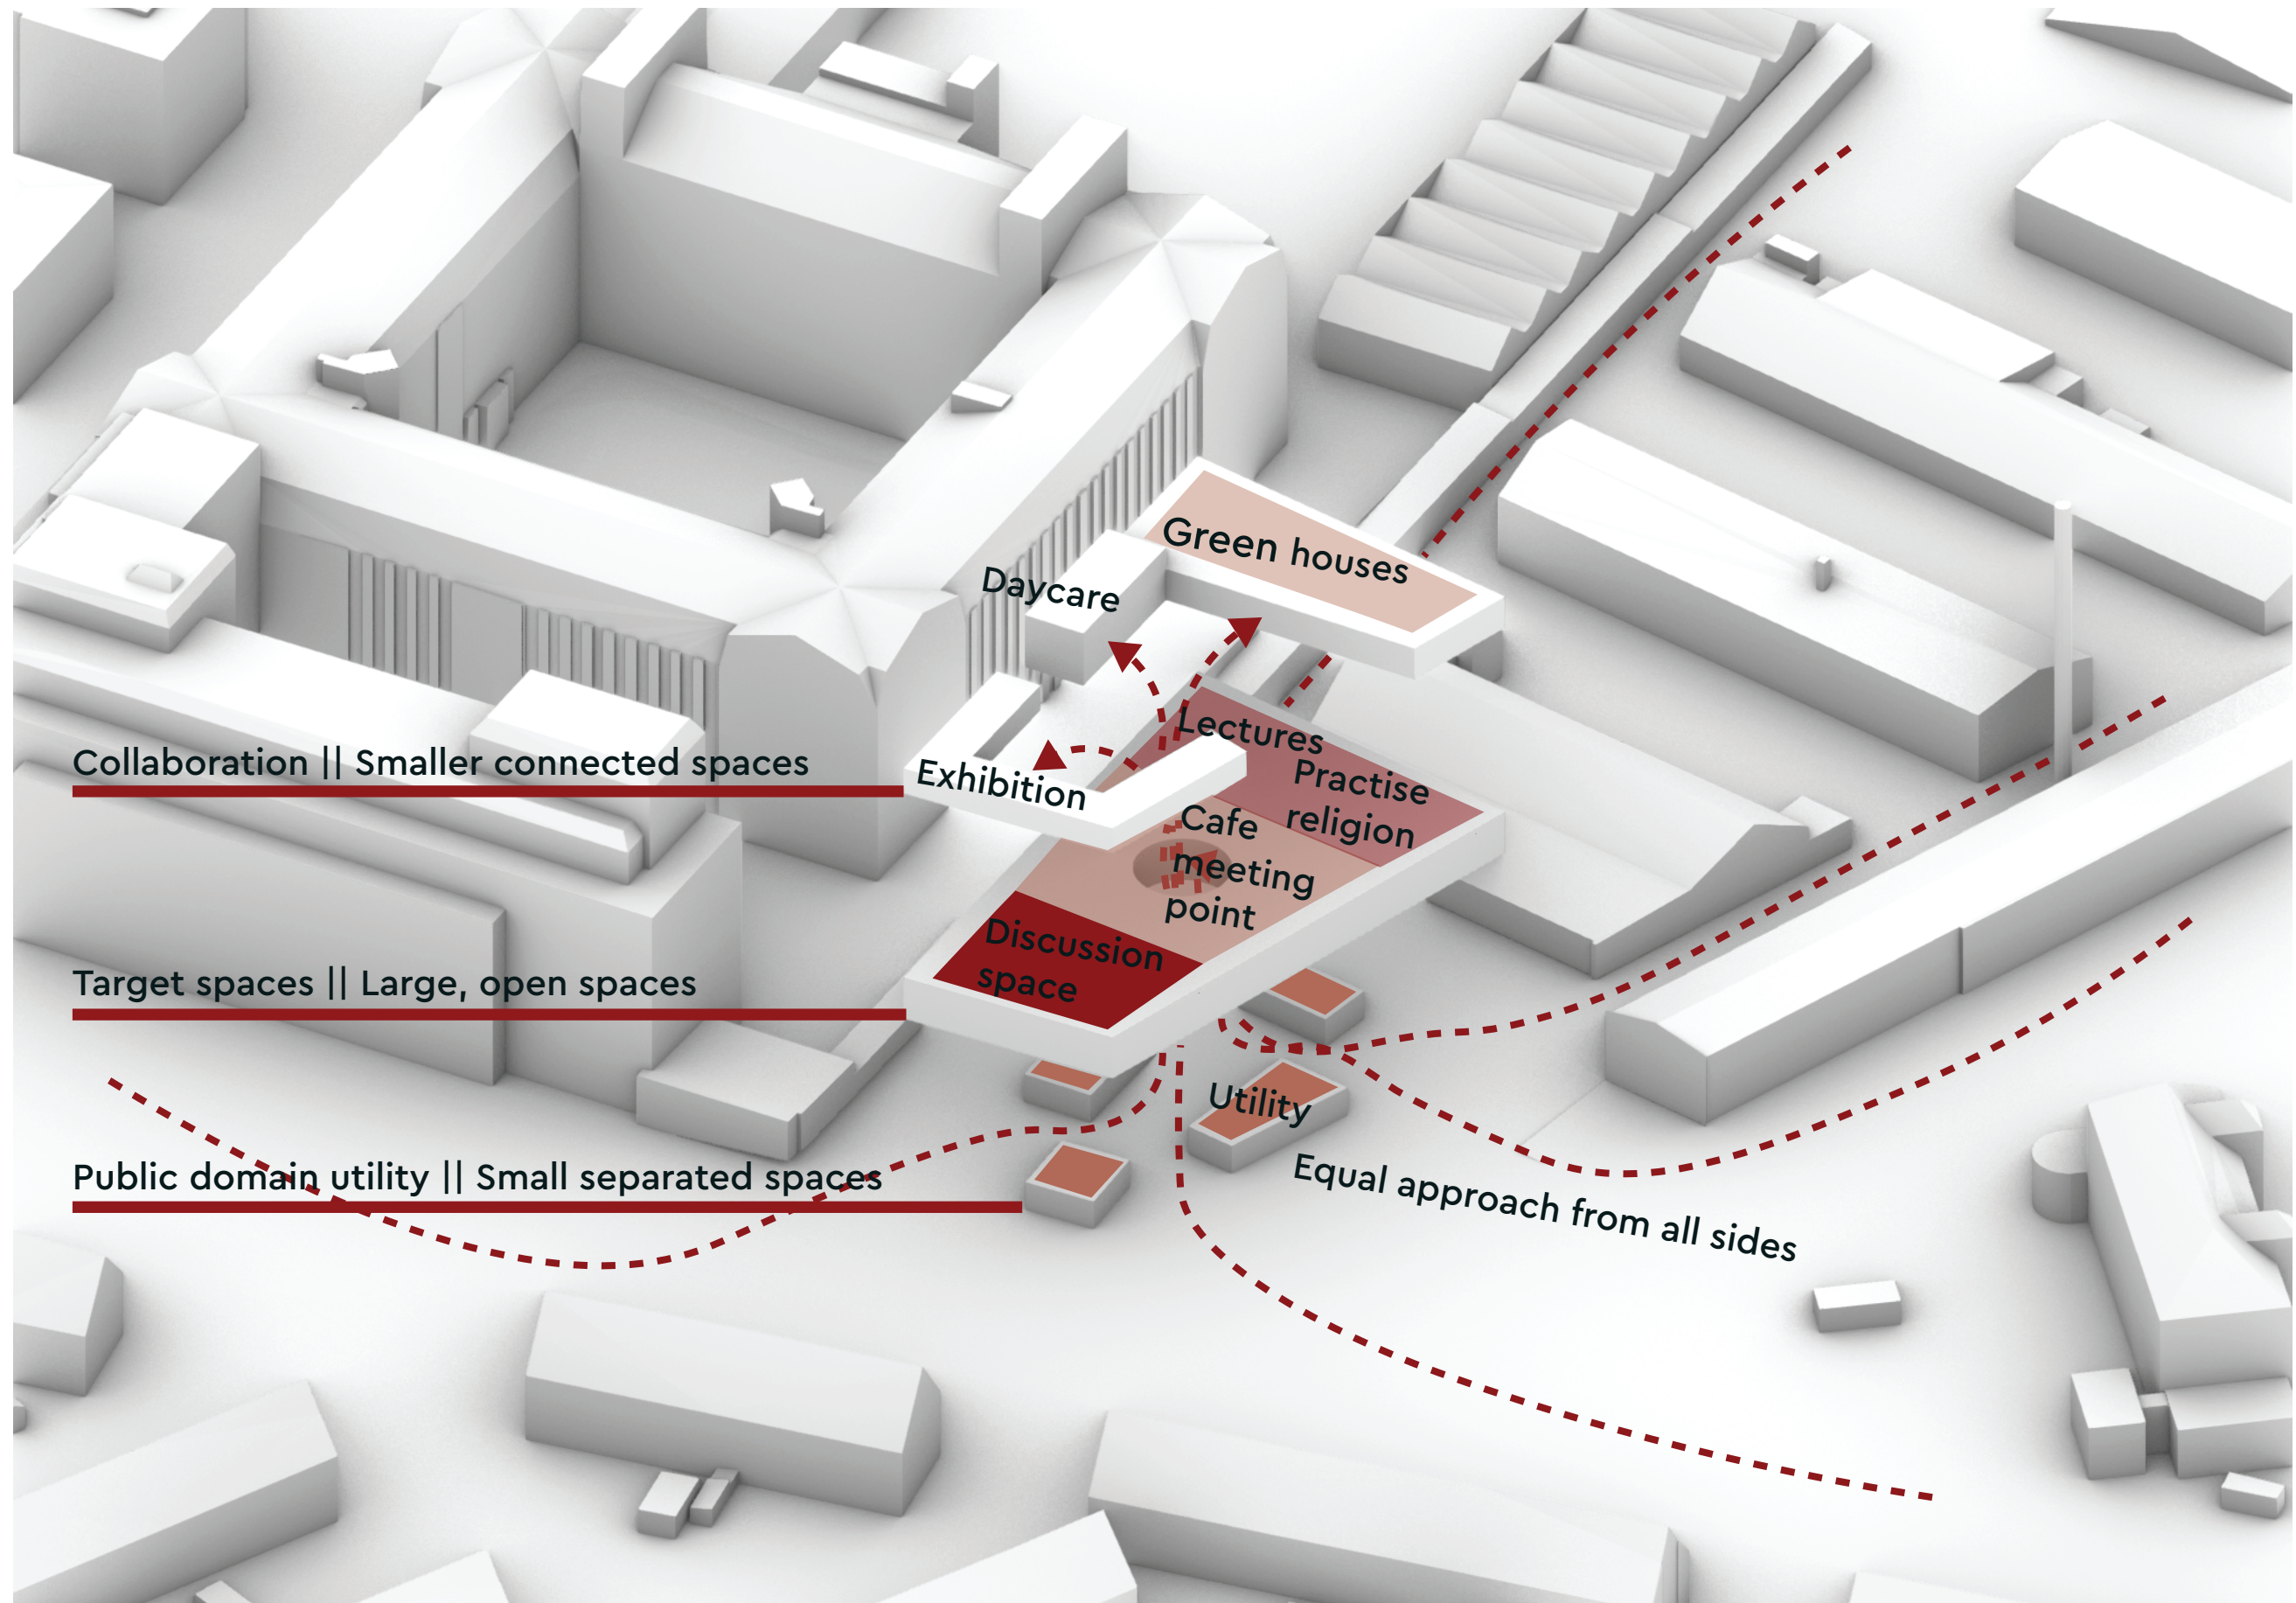 Green houses
Daycare
Lectures
Collaboration || Smaller connected spaces
Exhibition
Practise
religion
Cafe
meeting
point
Discussion
space
Target spaces || Large, open spaces
Utility
Public domain utility || Small separated spaces
Equal approach from all sides